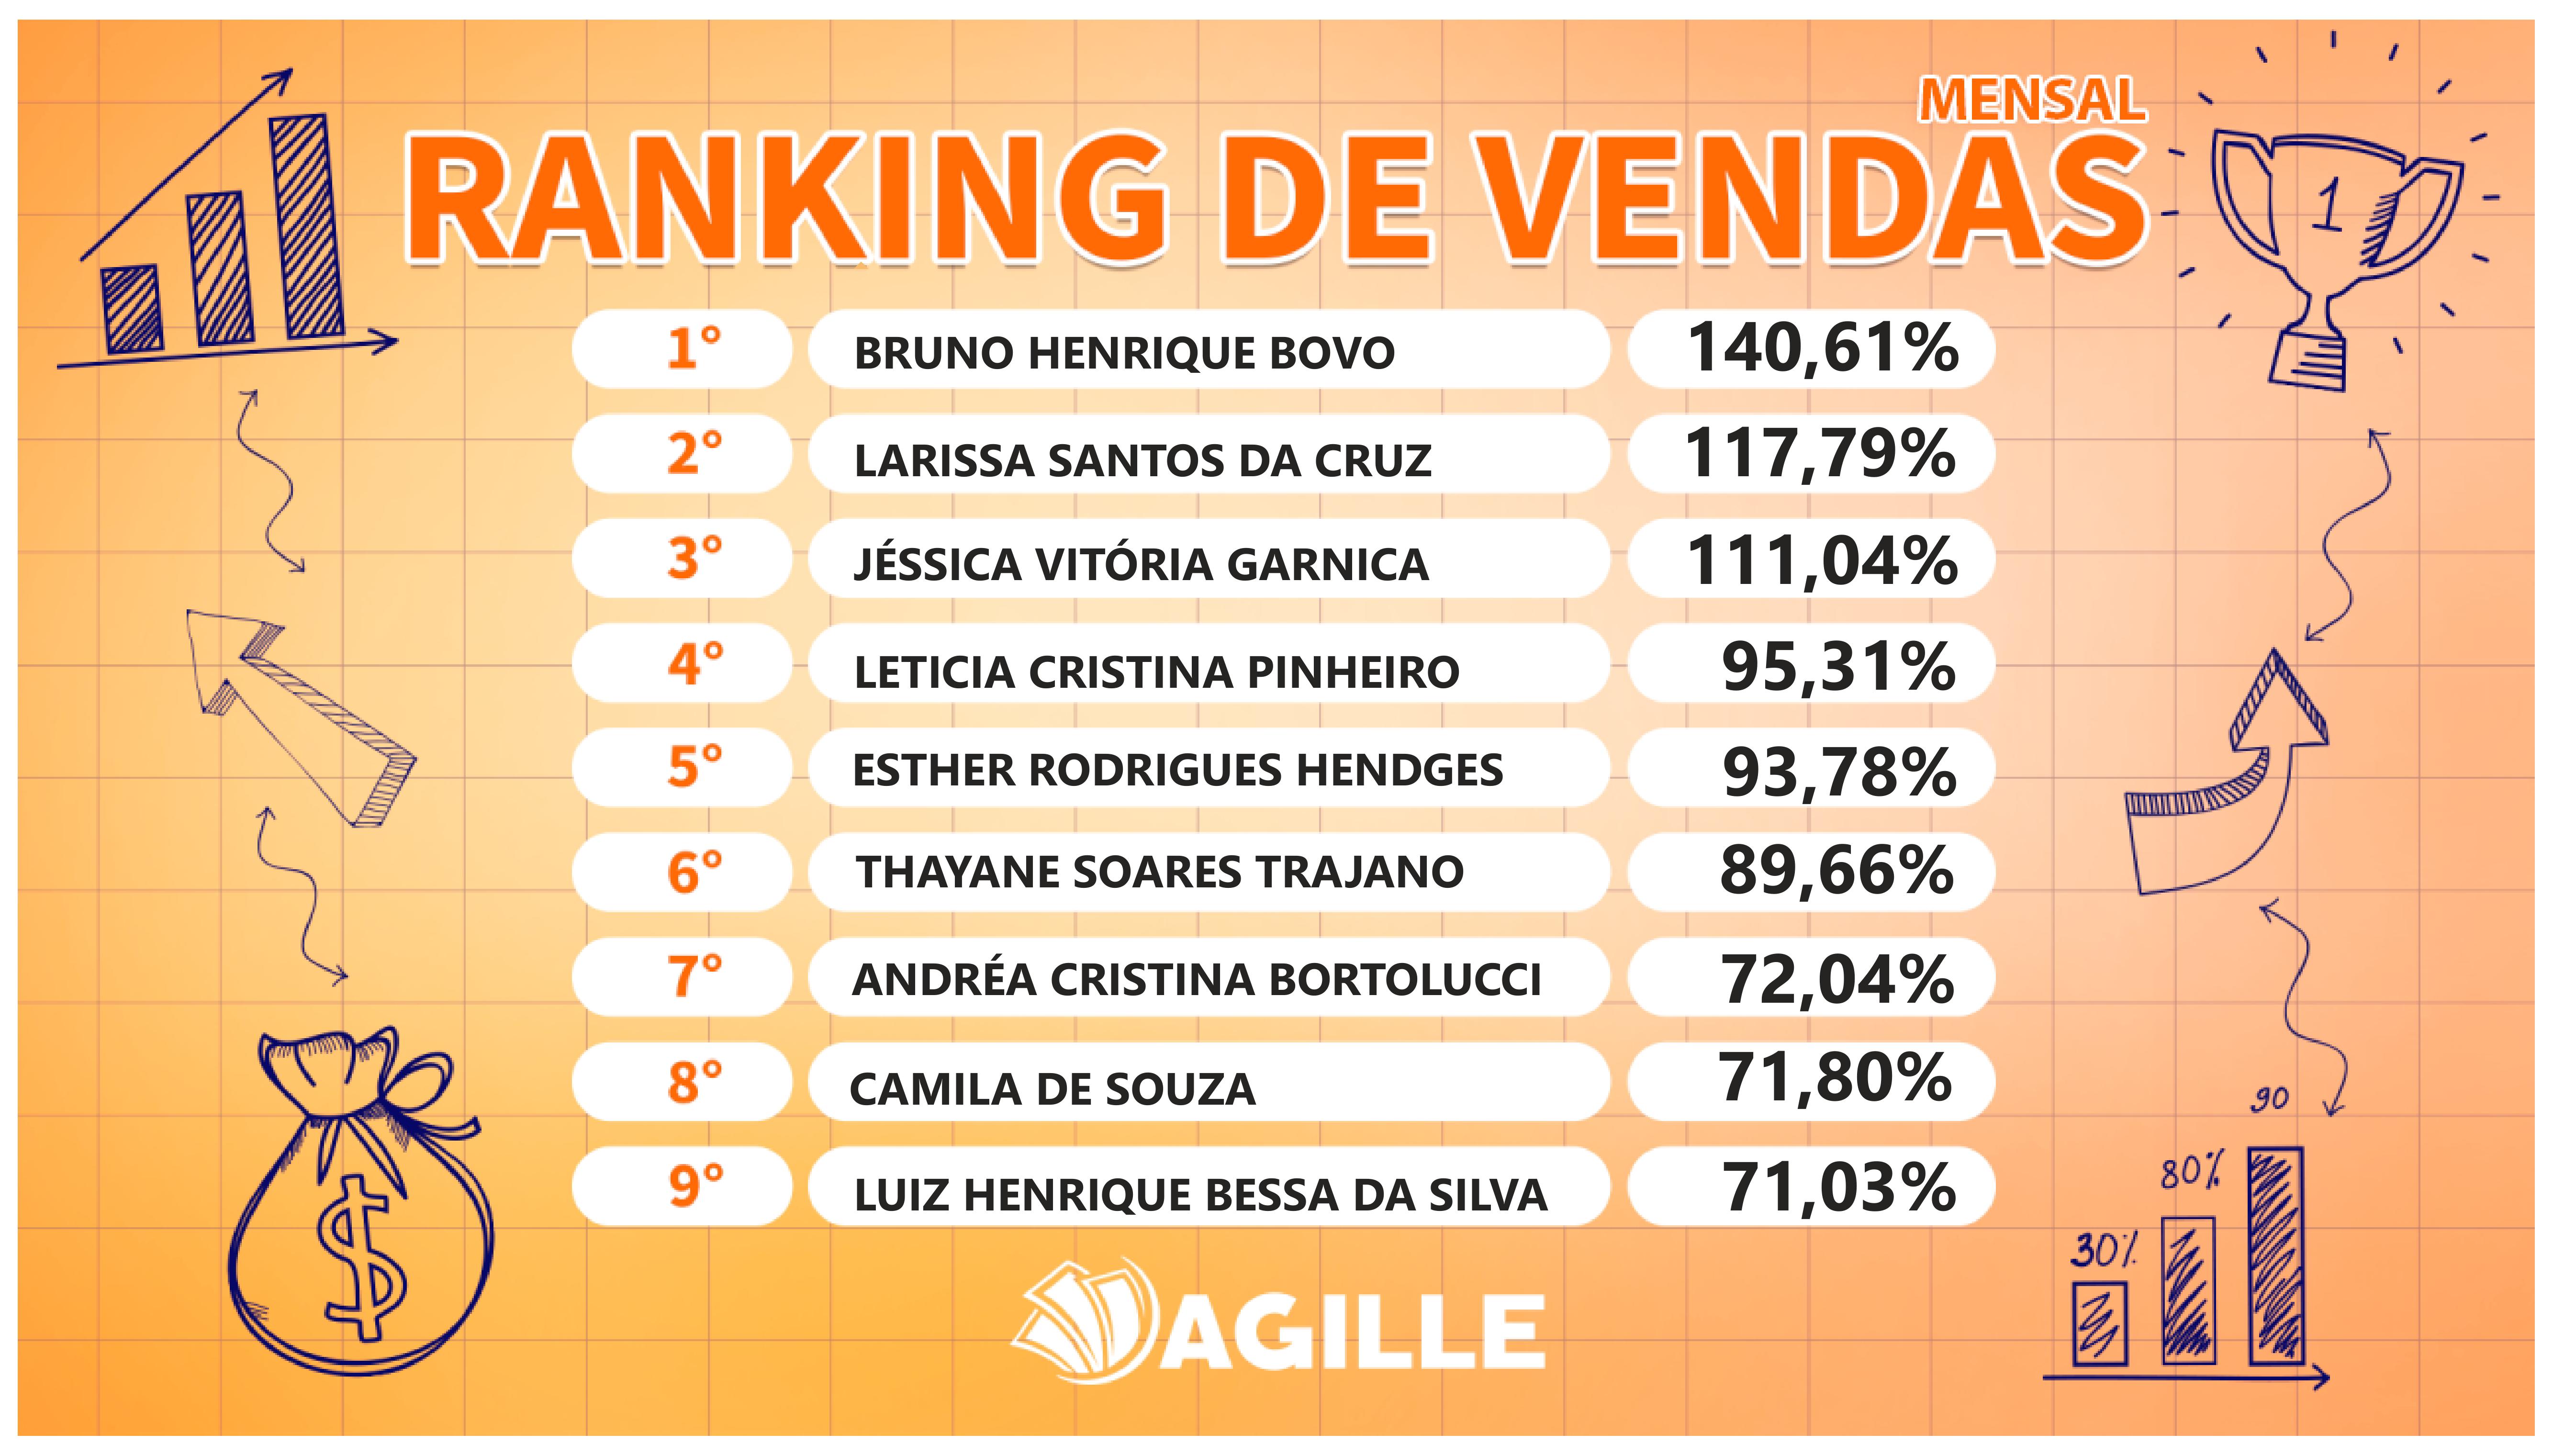 MENSAL
RANKING DE VENDAS
1
1° BRUNO HENRIQUE BOVO 140,61%
2° LARISSA SANTOS DA CRUZ 117,79%
3° JÉSSICA VITÓRIA GARNICA 111,04%
4° LETICIA CRISTINA PINHEIRO 95,31%
5° ESTHER RODRIGUES HENDGES 93,78%
6° THAYANE SOARES TRAJANO 89,66%
7° ANDRÉA CRISTINA BORTOLUCCI 72,04%
8° CAMILA DE SOUZA 71,80%
9° LUIZ HENRIQUE BESSA DA SILVA 71,03%
90
80%
30%
$
AGILLE